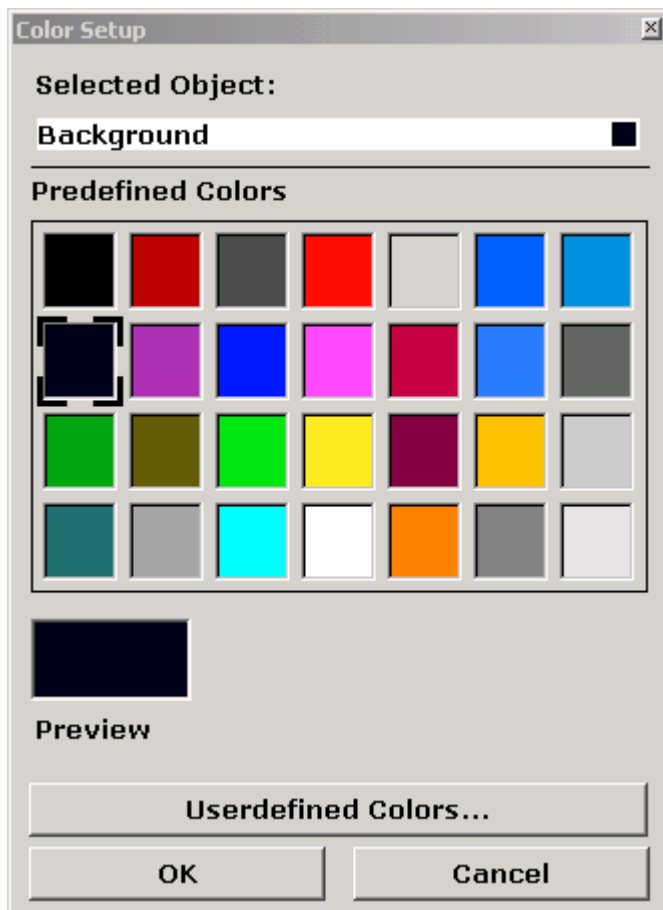 Color Setup
Selected Object:
Background
Predefined Colors
Preview
Userdefined Colors...
OK
Cancel